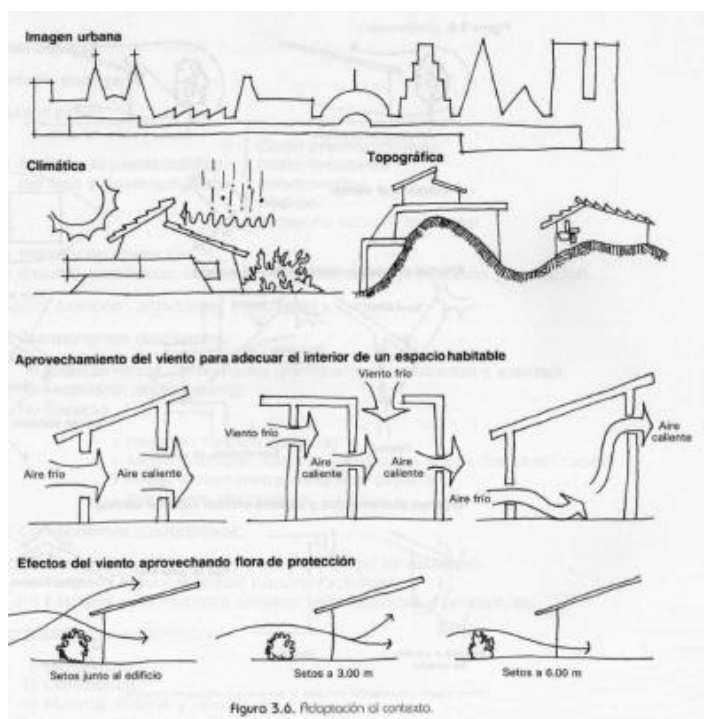 Imagen urbana
Climática
Topográfica
Aprovechamiento del viento para adecuar el interior de un espacio habitable
Viento frío
Aire frío
Aire caliente
Viento frío
Aire
caliente
Aire
caliente
Aire frío
Aire
caliente
Efectos del viento aprovechando flora de protección
Setos junto al edificio
Setos a 3.00 m
Setos a 6.00 m
Figura 3.6. Adaptación al contexto.